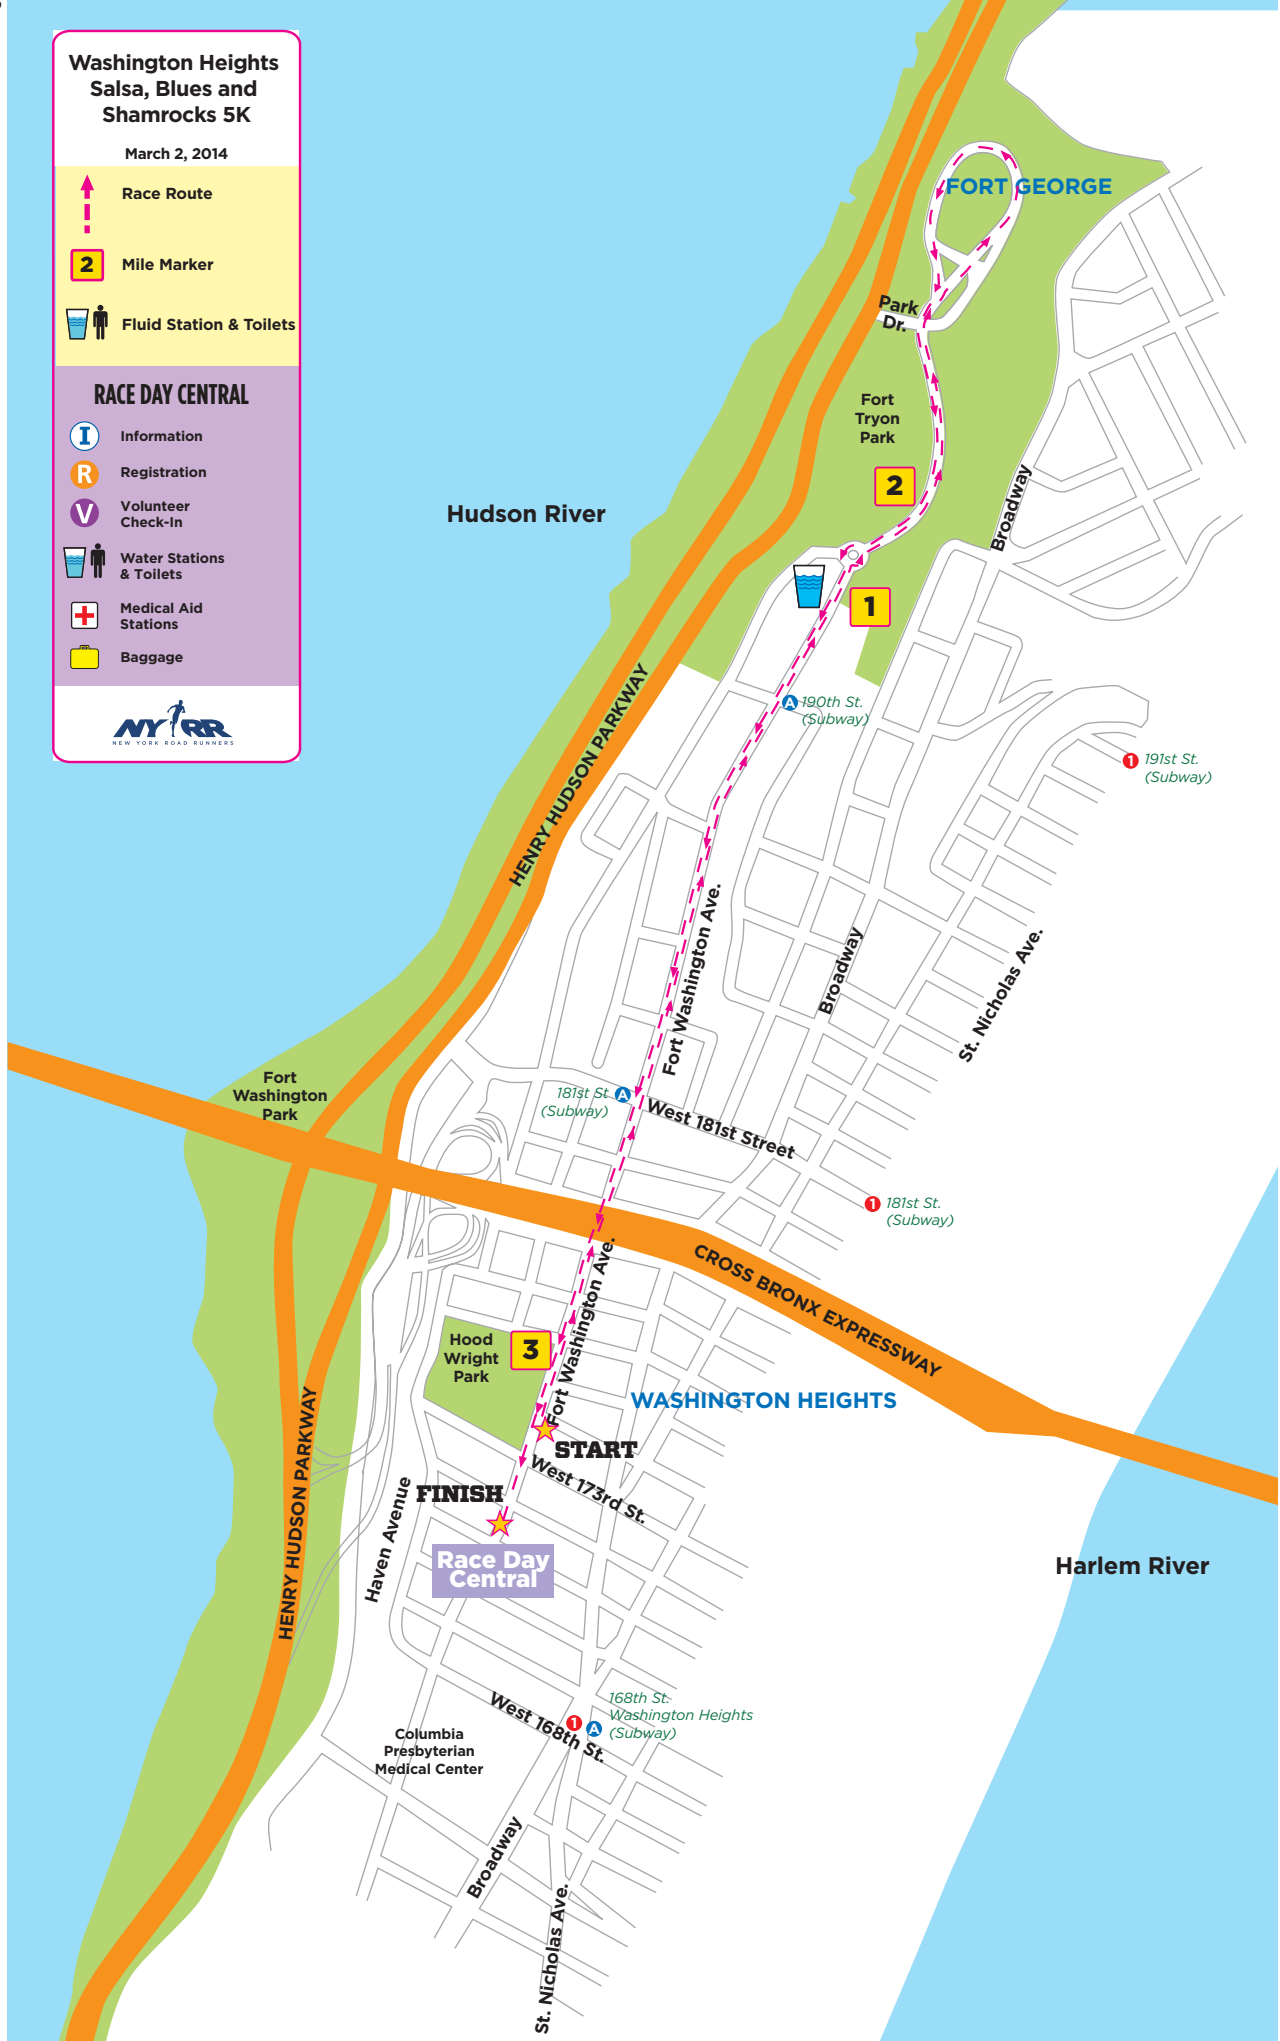 Washington Heights
Salsa, Blues and
Shamrocks 5K
March 2, 2014
Race Route
2
Mile Marker
Fluid Station & Toilets
RACE DAY CENTRAL
I
Information
R
Registration
V
Volunteer
Check-In
Water Stations
& Toilets
Medical Aid
Stations
Baggage
NYRR
NEW YORK ROAD RUNNERS
FORT GEORGE
Park
Dr.
Fort
Tryon
Park
2
Broadway
Hudson River
1
A
190th St.
(Subway)
1
191st St.
(Subway)
HENRY HUDSON PARKWAY
Fort Washington Ave.
Broadway
St. Nicholas Ave.
Fort
Washington
Park
181st St
(Subway)
A
West 181st Street
1
181st St.
(Subway)
CROSS BRONX EXPRESSWAY
Fort Washington Ave.
Hood
Wright
Park
3
WASHINGTON HEIGHTS
START
HENRY HUDSON PARKWAY
West 173rd St.
FINISH
Haven Avenue
Race Day
Central
Harlem River
168th St.
Washington Heights
(Subway)
1
A
West 168th St.
Columbia
Presbyterian
Medical Center
Broadway
St. Nicholas Ave.